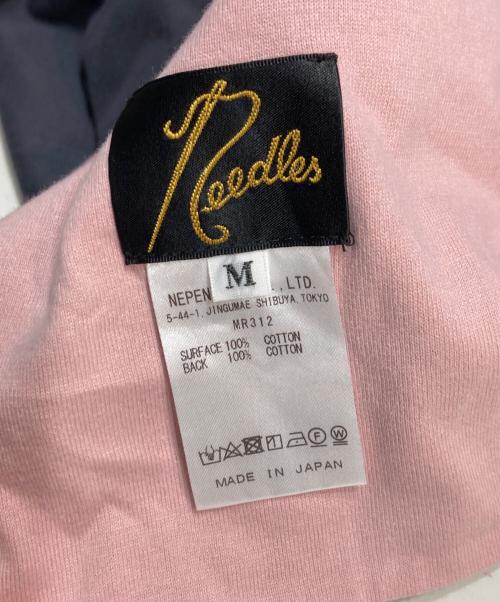 Needles
M
NEPEN ., LTD.
5-44-1, JINGUMAE SHIBUYA, TOKYO
MR312
SURFACE 100% COTTON
BACK 100% COTTON
F W
MADE IN JAPAN